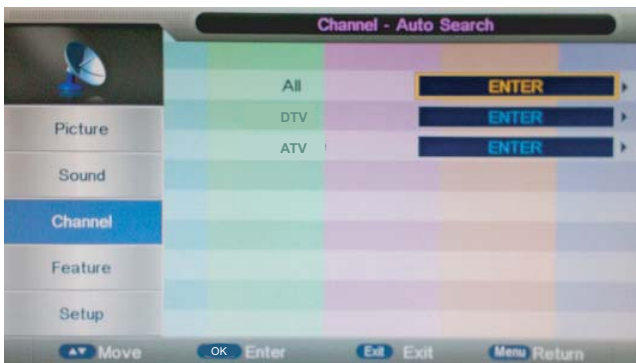 Channel - Auto Search
All ENTER
DTV ENTER
ATV ENTER
Picture
Sound
Channel
Feature
Setup
Move OK Enter Exit Exit Menu Return